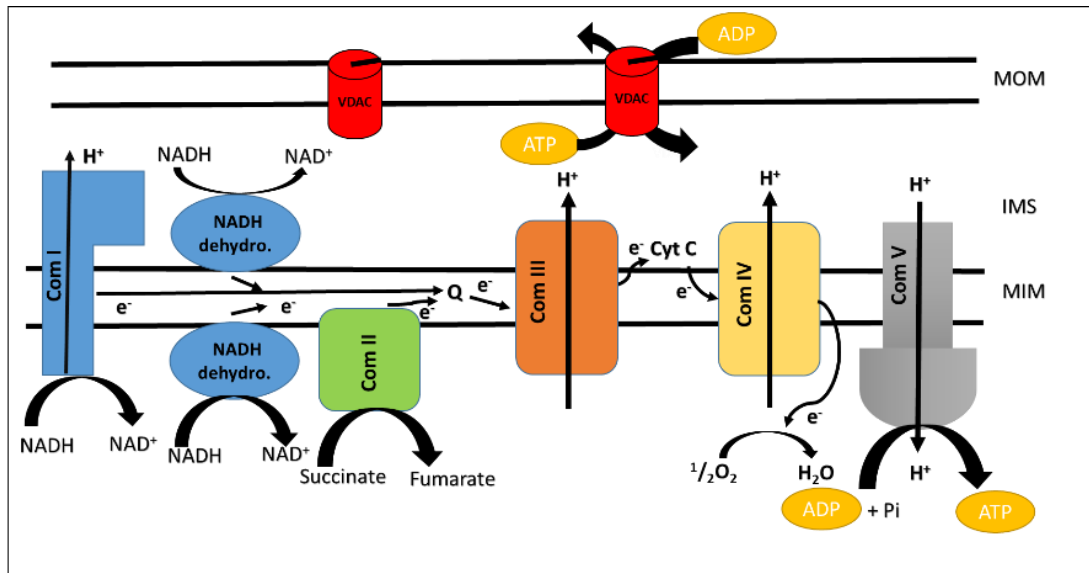 ADP
MOM
VDAC
VDAC
ATP
H⁺
NADH
NAD⁺
H⁺
H⁺
H⁺
IMS
NADH
dehydro.
Com I
Com III
e⁻ Cyt C
Com IV
Com V
e⁻
Q
e⁻
e⁻
e⁻
e⁻
MIM
NADH
dehydro.
Com II
e⁻
NADH
NAD⁺
NADH
NAD⁺
Succinate
Fumarate
¹/₂O₂
H₂O
H⁺
ADP + Pi
ATP